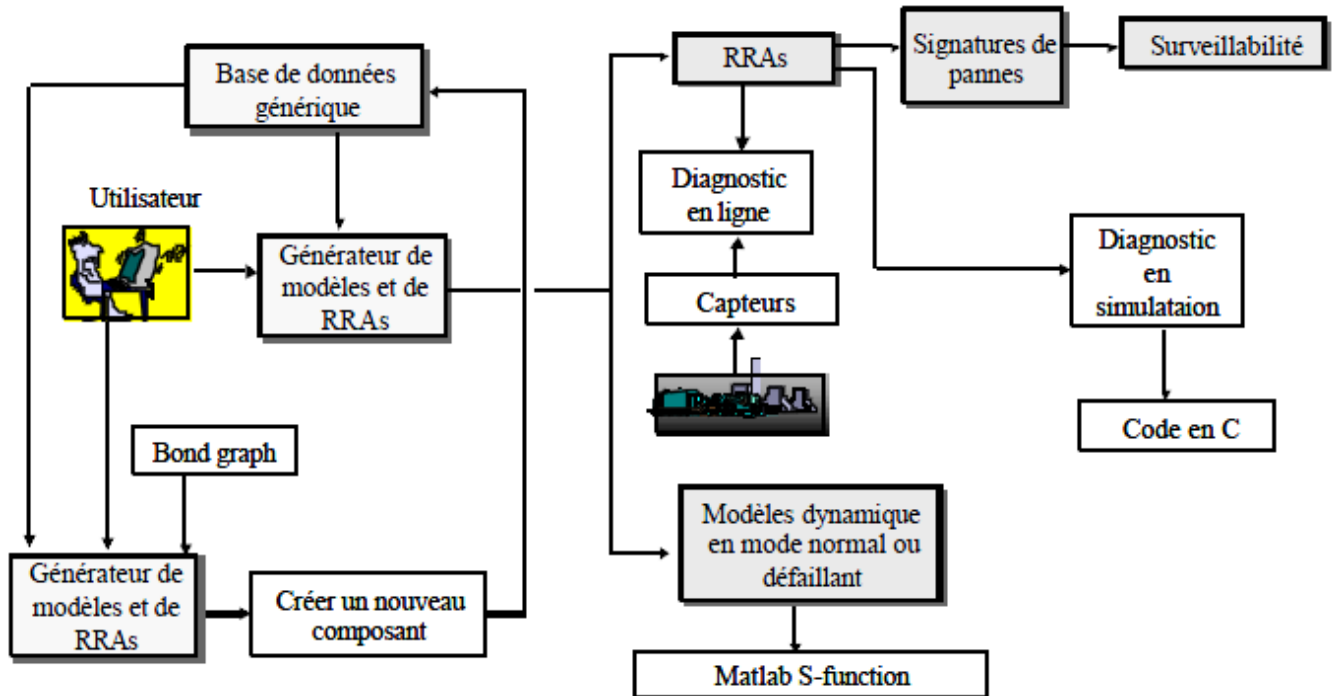 Base de données
générique
Utilisateur
Générateur de
modèles et de
RRAs
Bond graph
Générateur de
modèles et de
RRAs
Créer un nouveau
composant
RRAs
Signatures de
pannes
Surveillabilité
Diagnostic
en ligne
Capteurs
Diagnostic
en
simulataion
Code en C
Modèles dynamique
en mode normal ou
défaillant
Matlab S-function